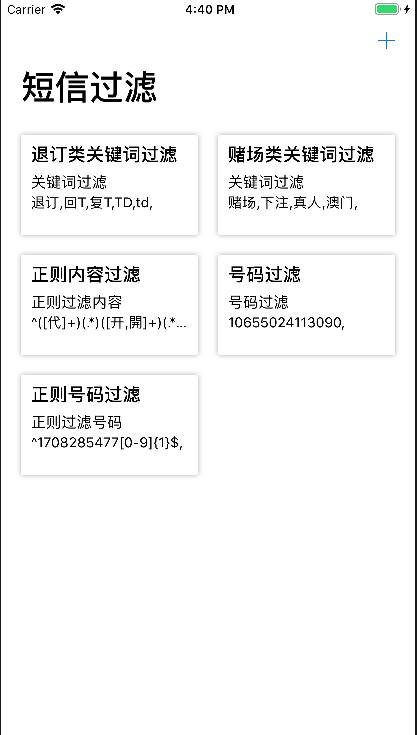 Carrier 4:40 PM
短信过滤
退订类关键词过滤
关键词过滤
退订,回T,复T,TD,td,
赌场类关键词过滤
关键词过滤
赌场,下注,真人,澳门,
正则内容过滤
正则过滤内容
^([代]+)(.*)([开,開]+)(.*...
号码过滤
号码过滤
10655024113090,
正则号码过滤
正则过滤号码
^1708285477[0-9]{1}$,